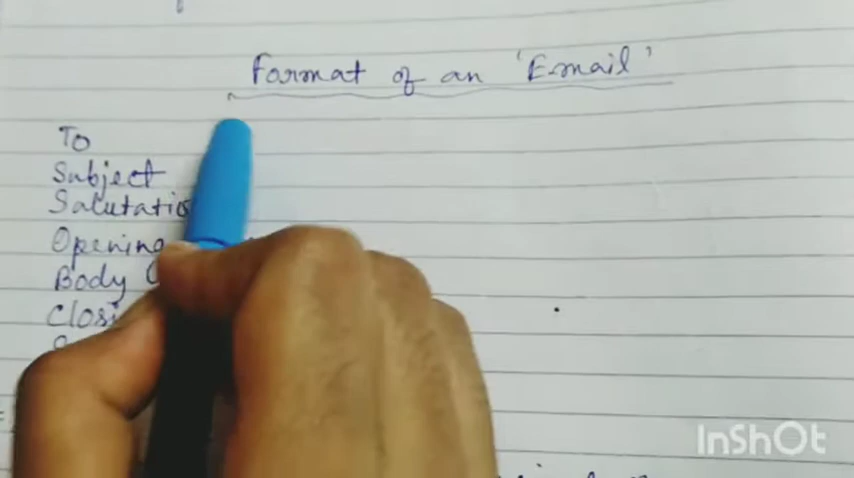 Format of an 'E-mail'
To
Subject
Salutatio
Opening
Body
Closi
InShOt